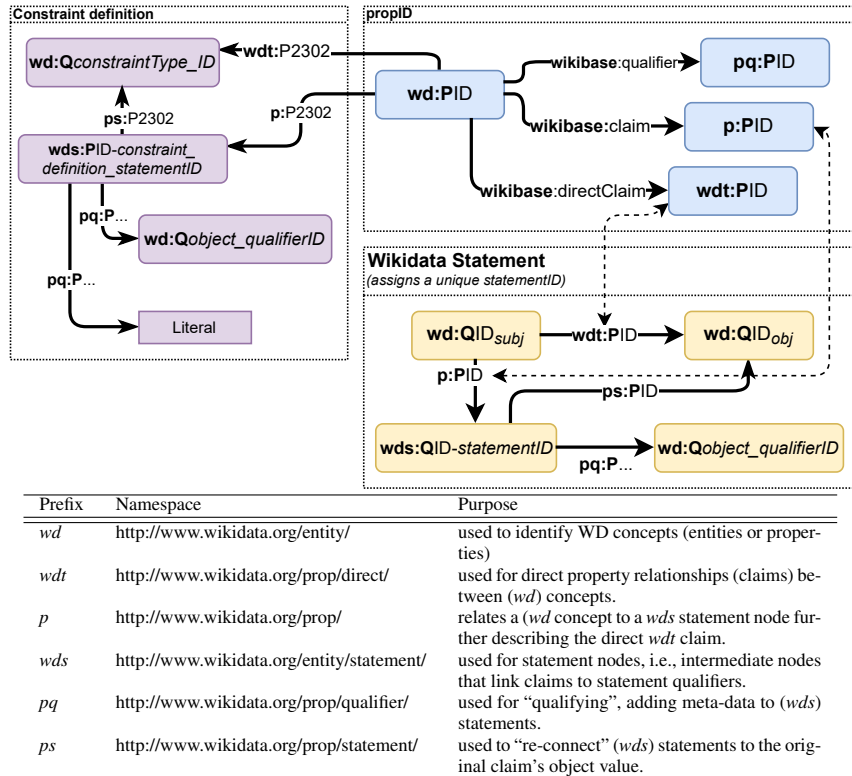 Constraint definition
wd:QconstraintType_ID
wdt:P2302
ps:P2302
p:P2302
wds:PID-constraint_
definition_statementID
pq:P...
wd:Qobject_qualifierID
pq:P...
Literal
propID
wd:PID
wikibase:qualifier
pq:PID
wikibase:claim
p:PID
wikibase:directClaim
wdt:PID
Wikidata Statement
(assigns a unique statementID)
wd:QIDsubj
wdt:PID
wd:QIDobj
p:PID
ps:PID
wds:QID-statementID
pq:P...
wd:Qobject_qualifierID
Prefix Namespace Purpose
wd http://www.wikidata.org/entity/ used to identify WD concepts (entities or proper-
ties)
wdt http://www.wikidata.org/prop/direct/ used for direct property relationships (claims) be-
tween (wd) concepts.
p http://www.wikidata.org/prop/ relates a (wd concept to a wds statement node fur-
ther describing the direct wdt claim.
wds http://www.wikidata.org/entity/statement/ used for statement nodes, i.e., intermediate nodes
that link claims to statement qualifiers.
pq http://www.wikidata.org/prop/qualifier/ used for “qualifying”, adding meta-data to (wds)
statements.
ps http://www.wikidata.org/prop/statement/ used to “re-connect” (wds) statements to the orig-
inal claim’s object value.